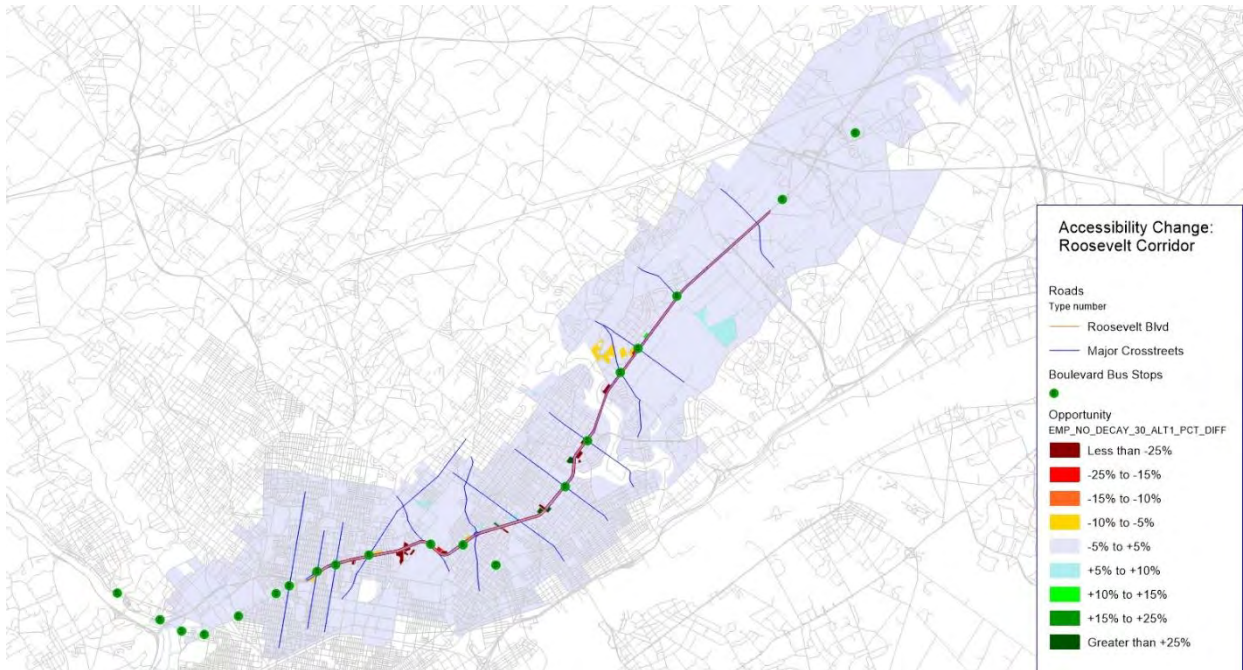 Accessibility Change:
Roosevelt Corridor
Roads
Type number
Roosevelt Blvd
Major Crosstreets
Boulevard Bus Stops
Opportunity
EMP_NO_DECAY_30_ALT1_PCT_DIFF
Less than -25%
-25% to -15%
-15% to -10%
-10% to -5%
-5% to +5%
+5% to +10%
+10% to +15%
+15% to +25%
Greater than +25%